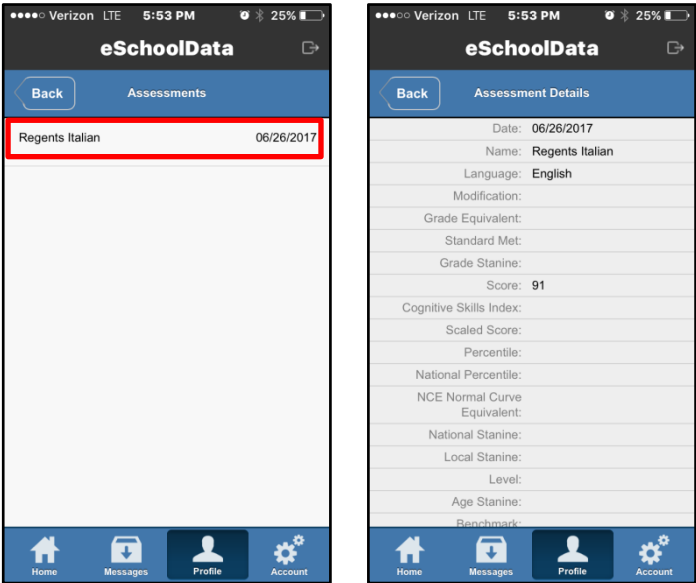 Verizon LTE 5:53 PM 25%
eSchoolData
Back Assessments
Regents Italian 06/26/2017
Home Messages Profile Account
Verizon LTE 5:53 PM 25%
eSchoolData
Back Assessment Details
Date: 06/26/2017
Name: Regents Italian
Language: English
Modification:
Grade Equivalent:
Standard Met:
Grade Stanine:
Score: 91
Cognitive Skills Index:
Scaled Score:
Percentile:
National Percentile:
NCE Normal Curve
Equivalent:
National Stanine:
Local Stanine:
Level:
Age Stanine:
Benchmark:
Home Messages Profile Account